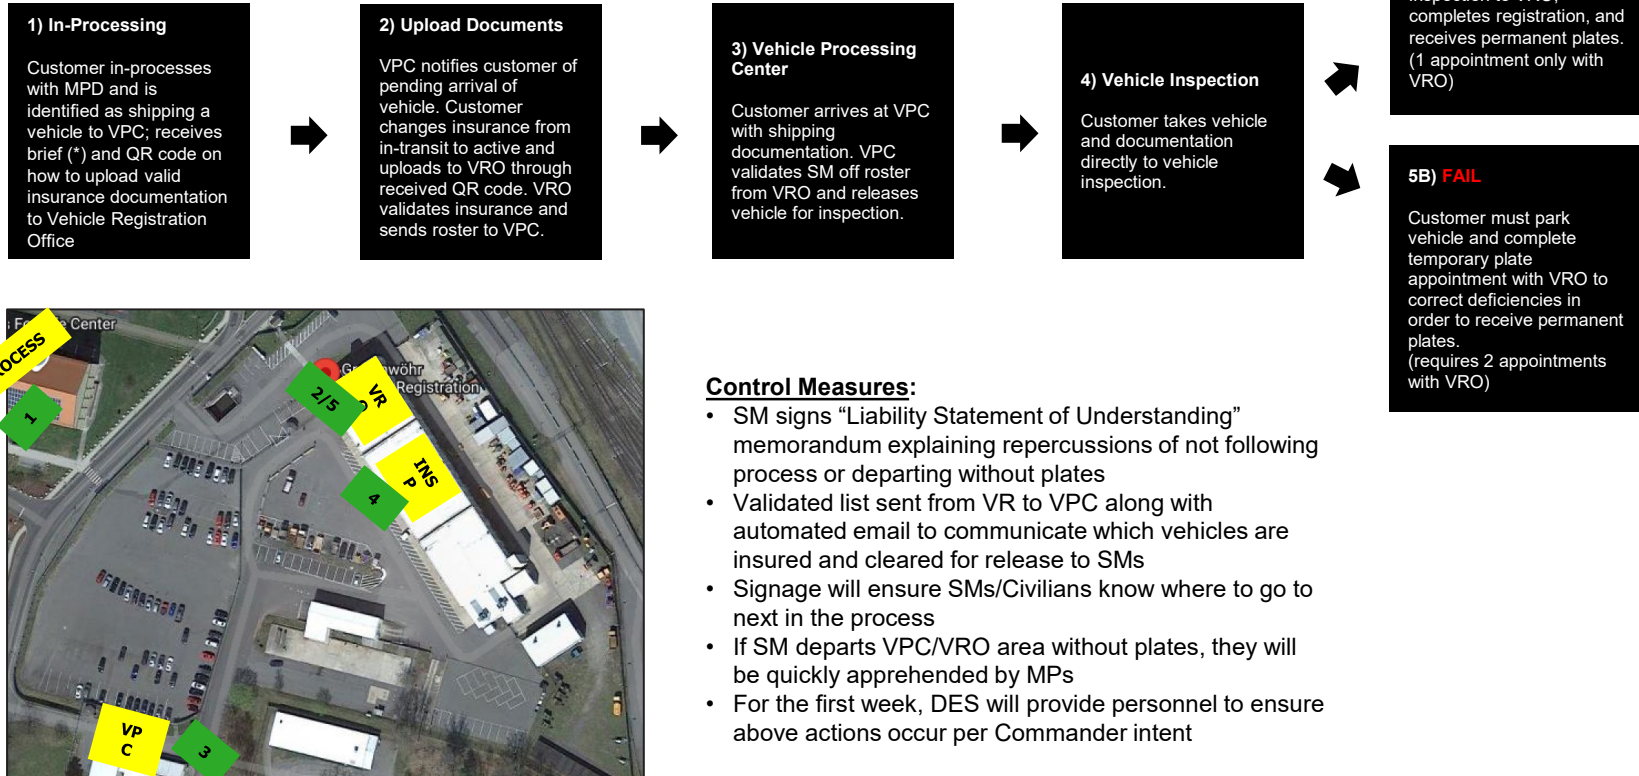 1) In-Processing
Customer in-processes
with MPD and is
identified as shipping a
vehicle to VPC; receives
brief (*) and QR code on
how to upload valid
insurance documentation
to Vehicle Registration
Office
2) Upload Documents
VPC notifies customer of
pending arrival of
vehicle. Customer
changes insurance from
in-transit to active and
uploads to VRO through
received QR code. VRO
validates insurance and
sends roster to VPC.
3) Vehicle Processing
Center
Customer arrives at VPC
with shipping
documentation. VPC
validates SM off roster
from VRO and releases
vehicle for inspection.
4) Vehicle Inspection
Customer takes vehicle
and documentation
directly to vehicle
inspection.
completes registration, and
receives permanent plates.
(1 appointment only with
VRO)
5B) FAIL
Customer must park
vehicle and complete
temporary plate
appointment with VRO to
correct deficiencies in
order to receive permanent
plates.
(requires 2 appointments
with VRO)
Center
OCESS
1
2/5
VR
O
wöhr
Registration
INS
P
4
VP
C
3
Control Measures:
• SM signs “Liability Statement of Understanding”
memorandum explaining repercussions of not following
process or departing without plates
• Validated list sent from VR to VPC along with
automated email to communicate which vehicles are
insured and cleared for release to SMs
• Signage will ensure SMs/Civilians know where to go to
next in the process
• If SM departs VPC/VRO area without plates, they will
be quickly apprehended by MPs
• For the first week, DES will provide personnel to ensure
above actions occur per Commander intent